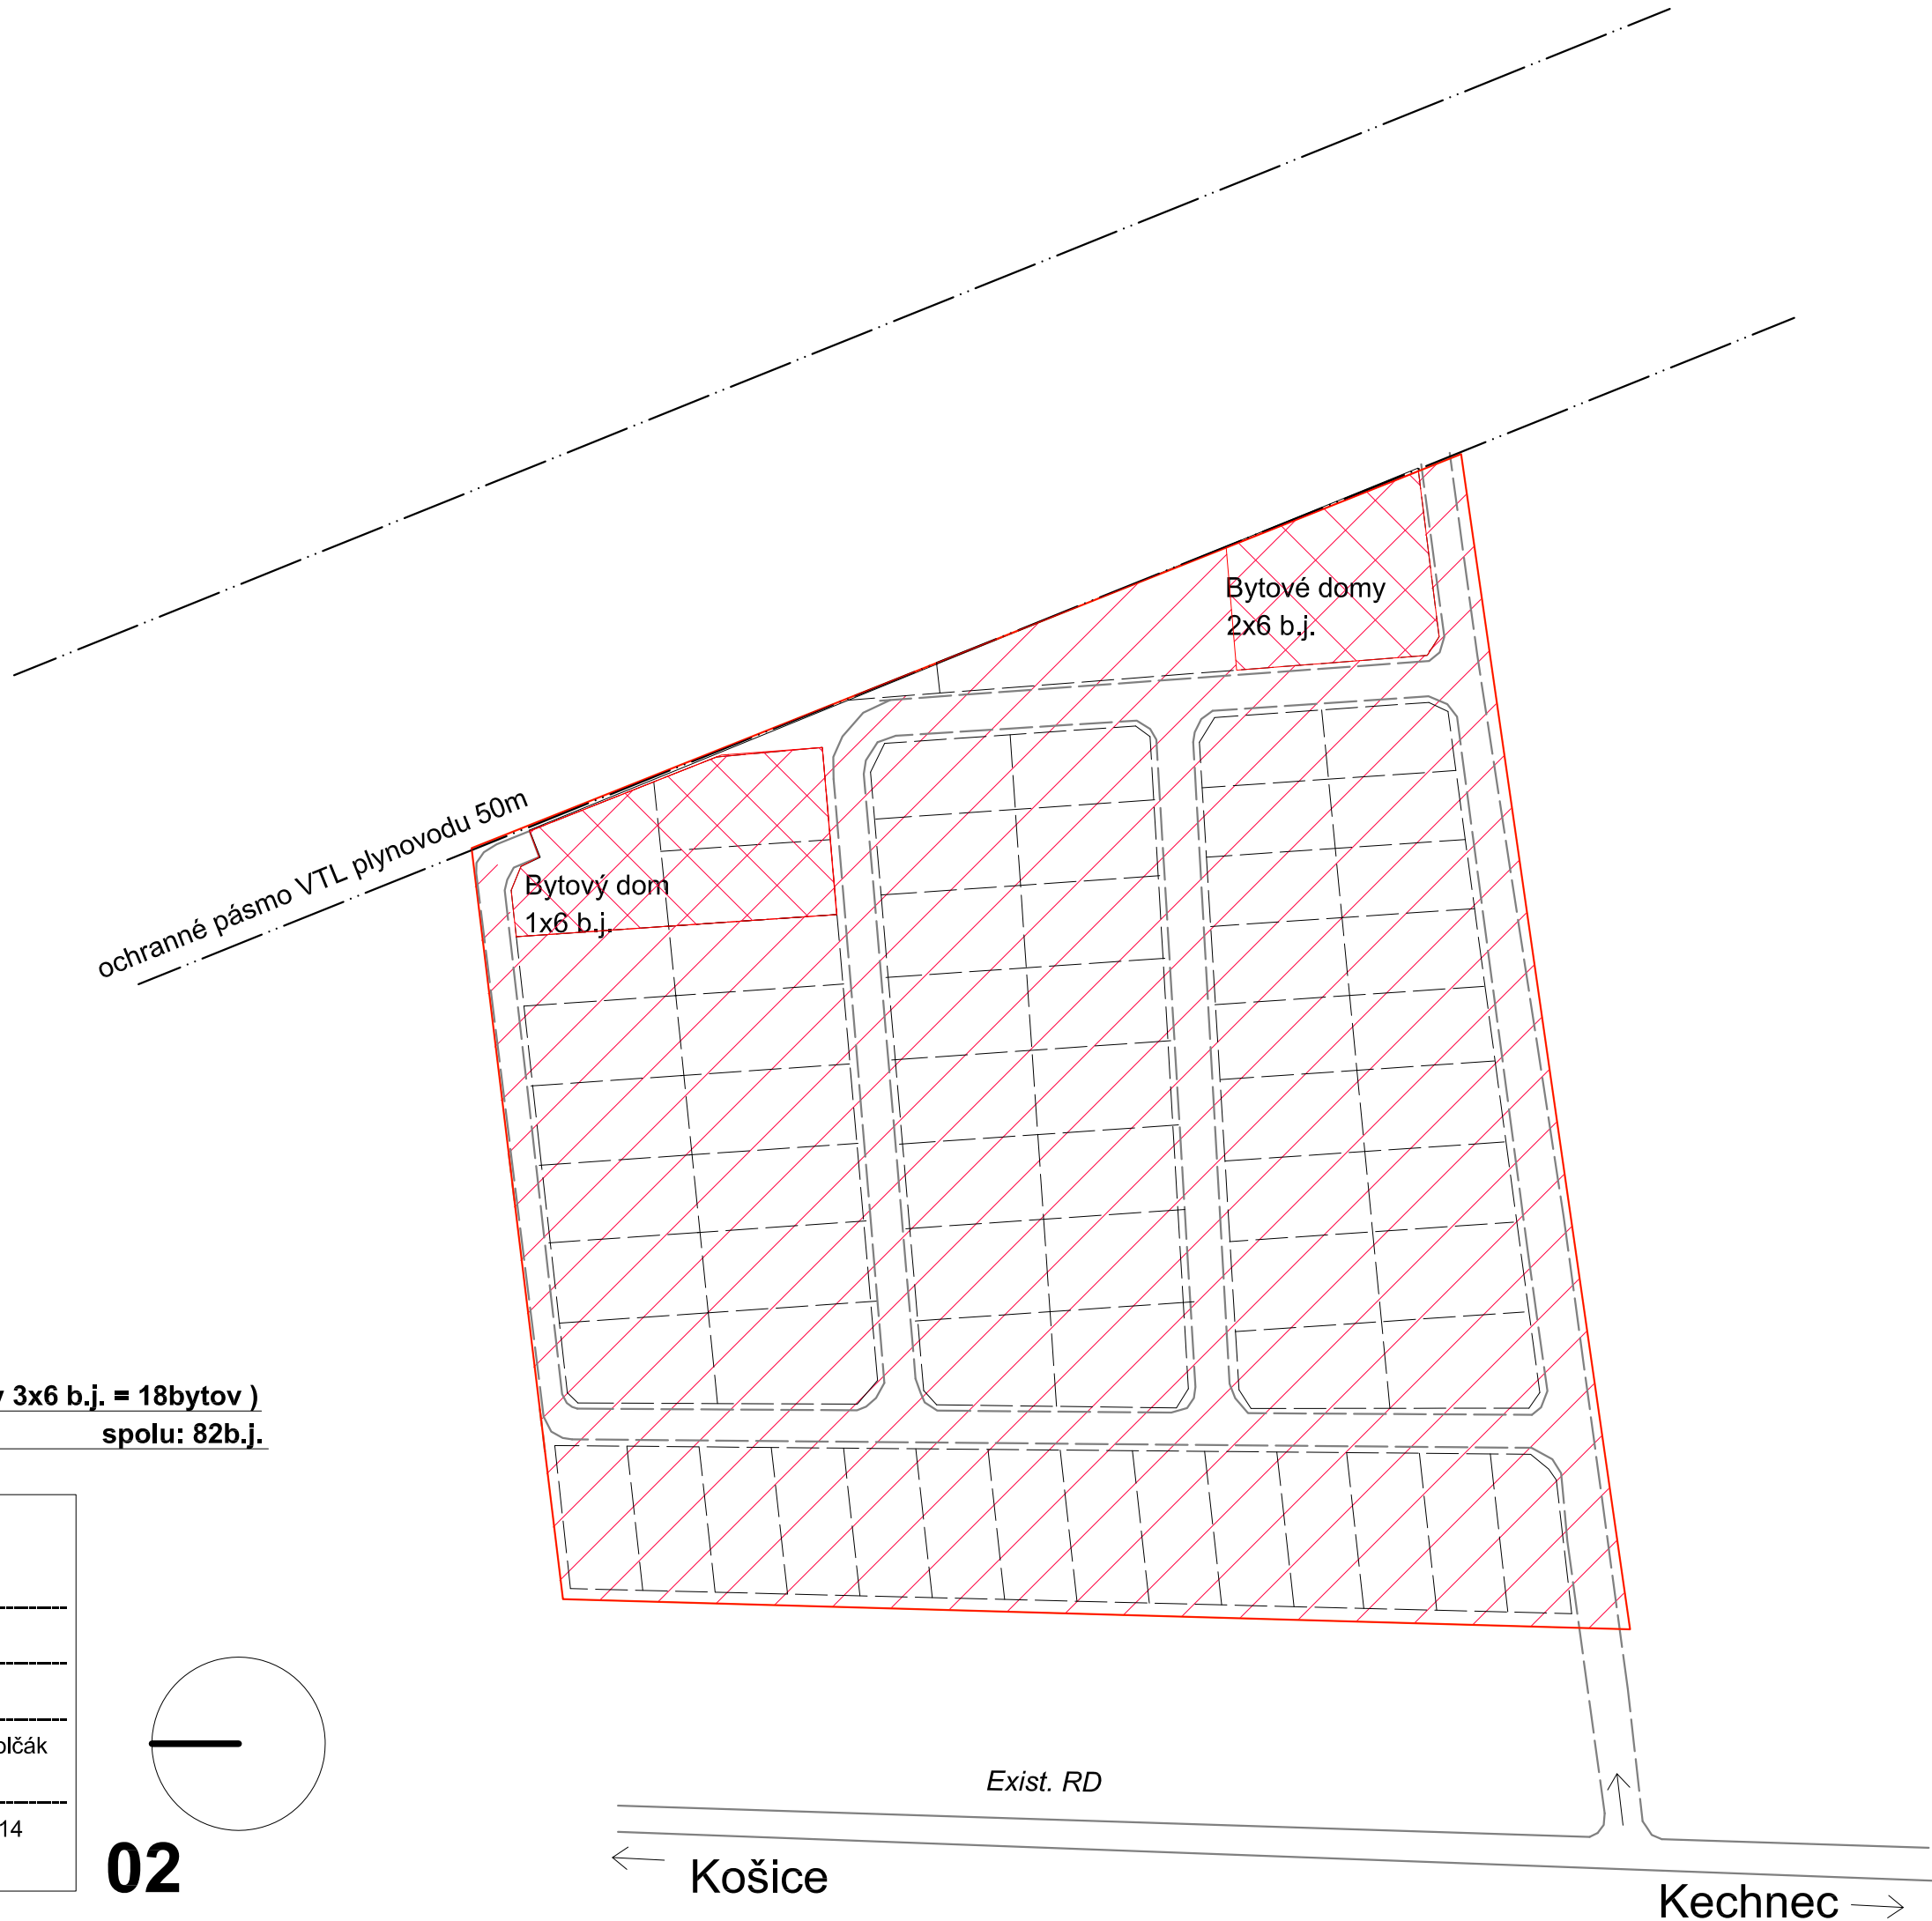 Bytové domy
2x6 b.j.
ochranné pásmo VTL plynovodu 50m
Bytový dom
1x6 b.j.
3x6 b.j. = 18bytov )
spolu: 82b.j.
14
02
Exist. RD
Košice
Kechnec